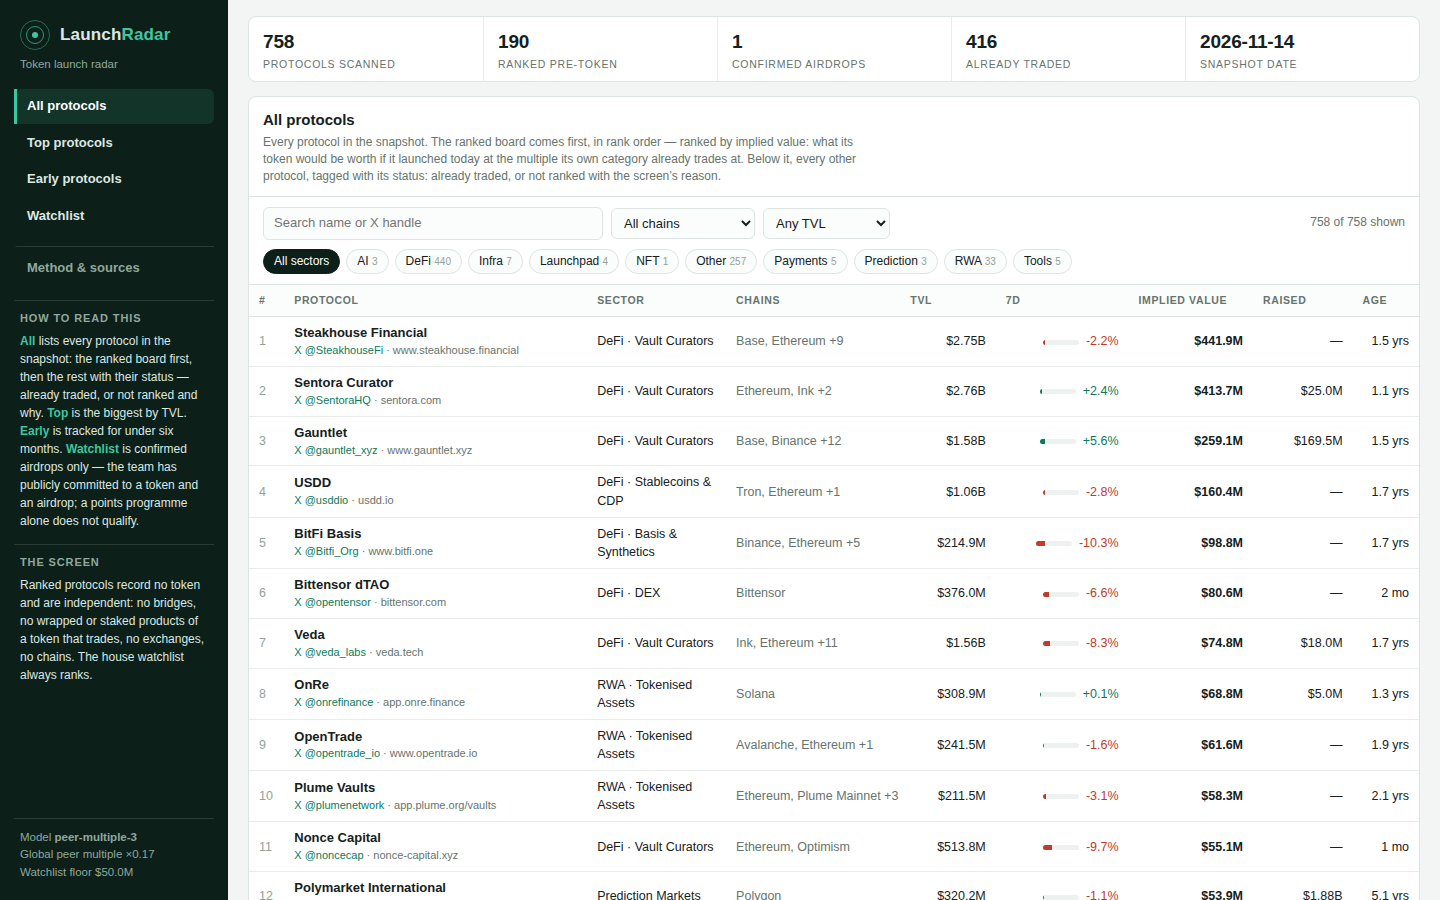 LaunchRadar
Token launch radar
All protocols
Top protocols
Early protocols
Watchlist
Method & sources
HOW TO READ THIS
All lists every protocol in the
snapshot: the ranked board first,
then the rest with their status —
already traded, or not ranked and
why. Top is the biggest by TVL.
Early is tracked for under six
months. Watchlist is confirmed
airdrops only — the team has
publicly committed to a token and
an airdrop; a points programme
alone does not qualify.
THE SCREEN
Ranked protocols record no token
and are independent: no bridges,
no wrapped or staked products of
a token that trades, no exchanges,
no chains. The house watchlist
always ranks.
Model peer-multiple-3
Global peer multiple ×0.17
Watchlist floor $50.0M
758
PROTOCOLS SCANNED
190
RANKED PRE-TOKEN
1
CONFIRMED AIRDROPS
416
ALREADY TRADED
2026-11-14
SNAPSHOT DATE
All protocols
Every protocol in the snapshot. The ranked board comes first, in rank order — ranked by implied value: what its
token would be worth if it launched today at the multiple its own category already trades at. Below it, every other
protocol, tagged with its status: already traded, or not ranked with the screen's reason.
Search name or X handle
All chains
Any TVL
758 of 758 shown
All sectors AI 3 DeFi 440 Infra 7 Launchpad 4 NFT 1 Other 257 Payments 5 Prediction 3 RWA 33 Tools 5
# PROTOCOL SECTOR CHAINS TVL 7D IMPLIED VALUE RAISED AGE
1 Steakhouse Financial DeFi · Vault Curators Base, Ethereum +9 $2.75B -2.2% $441.9M — 1.5 yrs
X @SteakhouseFi · www.steakhouse.financial
2 Sentora Curator DeFi · Vault Curators Ethereum, Ink +2 $2.76B +2.4% $413.7M $25.0M 1.1 yrs
X @SentoraHQ · sentora.com
3 Gauntlet DeFi · Vault Curators Base, Binance +12 $1.58B +5.6% $259.1M $169.5M 1.5 yrs
X @gauntlet_xyz · www.gauntlet.xyz
4 USDD DeFi · Stablecoins & CDP Tron, Ethereum +1 $1.06B -2.8% $160.4M — 1.7 yrs
X @usddio · usdd.io
5 BitFi Basis DeFi · Basis & Synthetics Binance, Ethereum +5 $214.9M -10.3% $98.8M — 1.7 yrs
X @Bitfi_Org · www.bitfi.one
6 Bittensor dTAO DeFi · DEX Bittensor $376.0M -6.6% $80.6M — 2 mo
X @opentensor · bittensor.com
7 Veda DeFi · Vault Curators Ink, Ethereum +11 $1.56B -8.3% $74.8M $18.0M 1.7 yrs
X @veda_labs · veda.tech
8 OnRe RWA · Tokenised Assets Solana $308.9M +0.1% $68.8M $5.0M 1.3 yrs
X @onrefinance · app.onre.finance
9 OpenTrade RWA · Tokenised Assets Avalanche, Ethereum +1 $241.5M -1.6% $61.6M — 1.9 yrs
X @opentrade_io · www.opentrade.io
10 Plume Vaults RWA · Tokenised Assets Ethereum, Plume Mainnet +3 $211.5M -3.1% $58.3M — 2.1 yrs
X @plumenetwork · app.plume.org/vaults
11 Nonce Capital DeFi · Vault Curators Ethereum, Optimism $513.8M -9.7% $55.1M — 1 mo
X @noncecap · nonce-capital.xyz
12 Polymarket International Prediction Markets Polygon $320.2M -1.1% $53.9M $1.88B 5.1 yrs